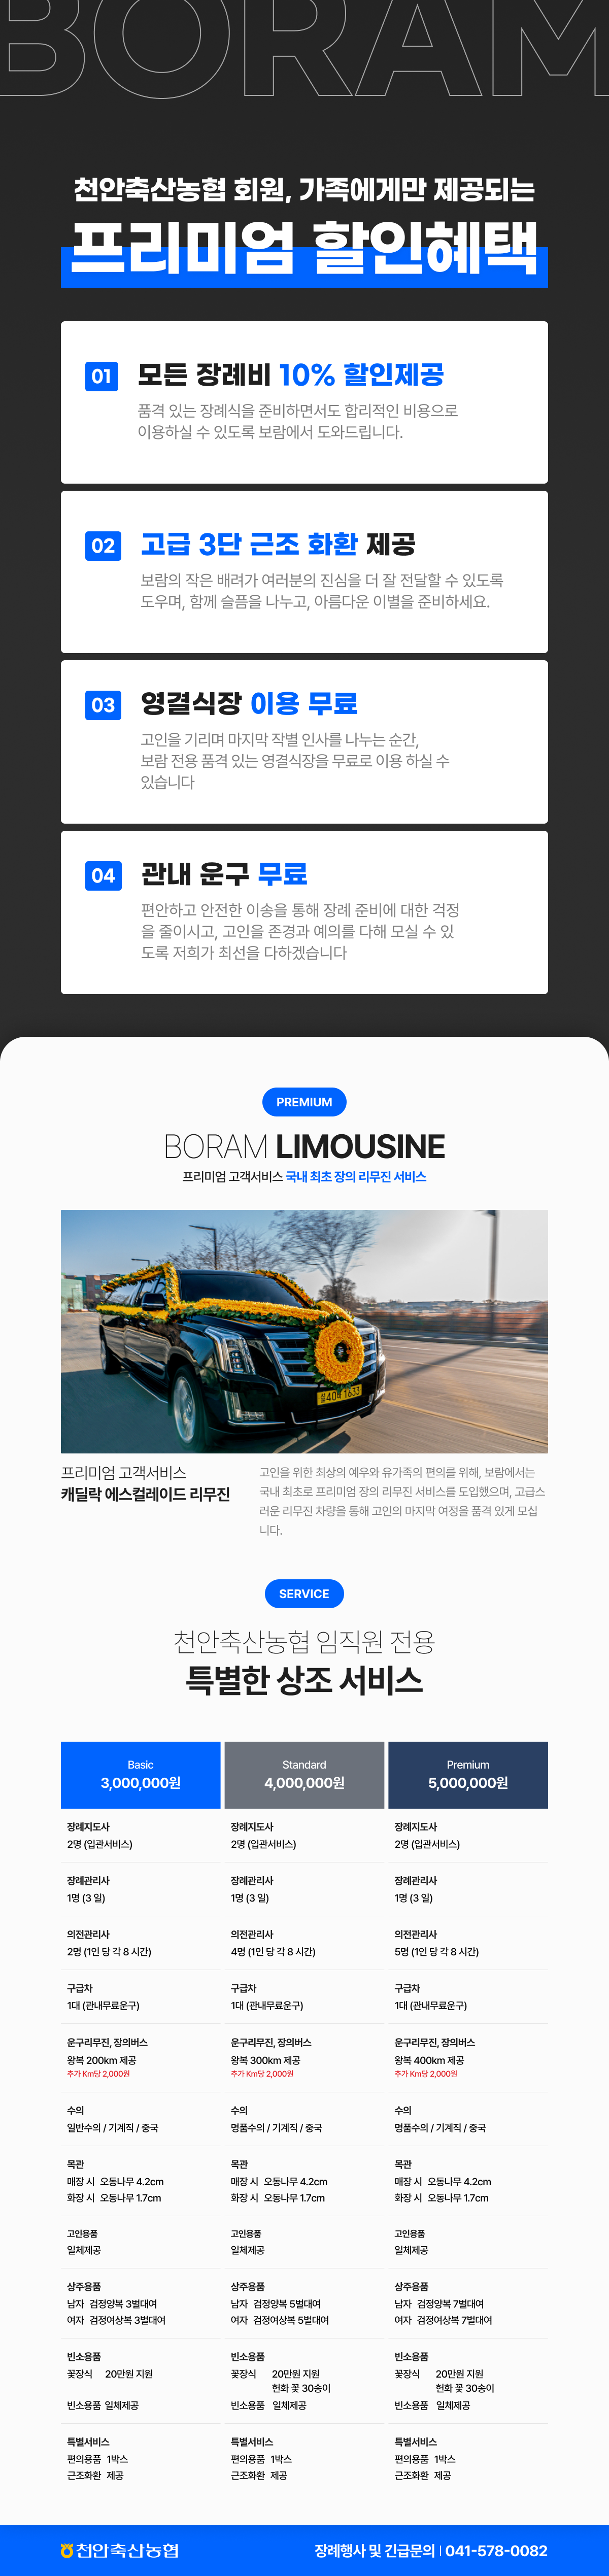 BORAM
천안축산농협 회원, 가족에게만 제공되는
프리미엄 할인혜택
01 모든 장례비 10% 할인제공
품격 있는 장례식을 준비하면서도 합리적인 비용으로
이용하실 수 있도록 보람에서 도와드립니다.
02 고급 3단 근조 화환 제공
보람의 작은 배려가 여러분의 진심을 더 잘 전달할 수 있도록
도우며, 함께 슬픔을 나누고, 아름다운 이별을 준비하세요.
03 영결식장 이용 무료
고인을 기리며 마지막 작별 인사를 나누는 순간,
보람 전용 품격 있는 영결식장을 무료로 이용 하실 수
있습니다
04 관내 운구 무료
편안하고 안전한 이송을 통해 장례 준비에 대한 걱정
을 줄이시고, 고인을 존경과 예의를 다해 모실 수 있
도록 저희가 최선을 다하겠습니다
PREMIUM
BORAM LIMOUSINE
프리미엄 고객서비스 국내 최초 장의 리무진 서비스
프리미엄 고객서비스
캐딜락 에스컬레이드 리무진
고인을 위한 최상의 예우와 유가족의 편의를 위해, 보람에서는
국내 최초로 프리미엄 장의 리무진 서비스를 도입했으며, 고급스
러운 리무진 차량을 통해 고인의 마지막 여정을 품격 있게 모십
니다.
SERVICE
천안축산농협 임직원 전용
특별한 상조 서비스
Basic Standard Premium
3,000,000원 4,000,000원 5,000,000원
장례지도사 장례지도사 장례지도사
2명 (입관서비스) 2명 (입관서비스) 2명 (입관서비스)
장례관리사 장례관리사 장례관리사
1명 (3 일) 1명 (3 일) 1명 (3 일)
의전관리사 의전관리사 의전관리사
2명 (1인 당 각 8 시간) 4명 (1인 당 각 8 시간) 5명 (1인 당 각 8 시간)
구급차 구급차 구급차
1대 (관내무료운구) 1대 (관내무료운구) 1대 (관내무료운구)
운구리무진, 장의버스 운구리무진, 장의버스 운구리무진, 장의버스
왕복 200km 제공 왕복 300km 제공 왕복 400km 제공
추가 Km당 2,000원 추가 Km당 2,000원 추가 Km당 2,000원
수의 수의 수의
일반수의 / 기계직 / 중국 명품수의 / 기계직 / 중국 명품수의 / 기계직 / 중국
목관 목관 목관
매장 시 오동나무 4.2cm 매장 시 오동나무 4.2cm 매장 시 오동나무 4.2cm
화장 시 오동나무 1.7cm 화장 시 오동나무 1.7cm 화장 시 오동나무 1.7cm
고인용품 고인용품 고인용품
일체제공 일체제공 일체제공
상주용품 상주용품 상주용품
남자 검정양복 3벌대여 남자 검정양복 5벌대여 남자 검정양복 7벌대여
여자 검정여상복 3벌대여 여자 검정여상복 5벌대여 여자 검정여상복 7벌대여
빈소용품 빈소용품 빈소용품
꽃장식 20만원 지원 꽃장식 20만원 지원 꽃장식 20만원 지원
헌화 꽃 30송이 헌화 꽃 30송이
빈소용품 일체제공 빈소용품 일체제공 빈소용품 일체제공
특별서비스 특별서비스 특별서비스
편의용품 1박스 편의용품 1박스 편의용품 1박스
근조화환 제공 근조화환 제공 근조화환 제공
천안축산농협 장례행사 및 긴급문의 | 041-578-0082